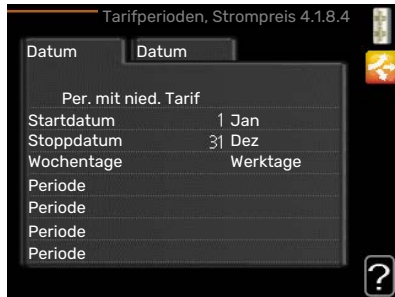 Tarifperioden, Strompreis 4.1.8.4
Datum Datum
Per. mit nied. Tarif
Startdatum 1 Jan
Stoppdatum 31 Dez
Wochentage Werktage
Periode
Periode
Periode
Periode
?